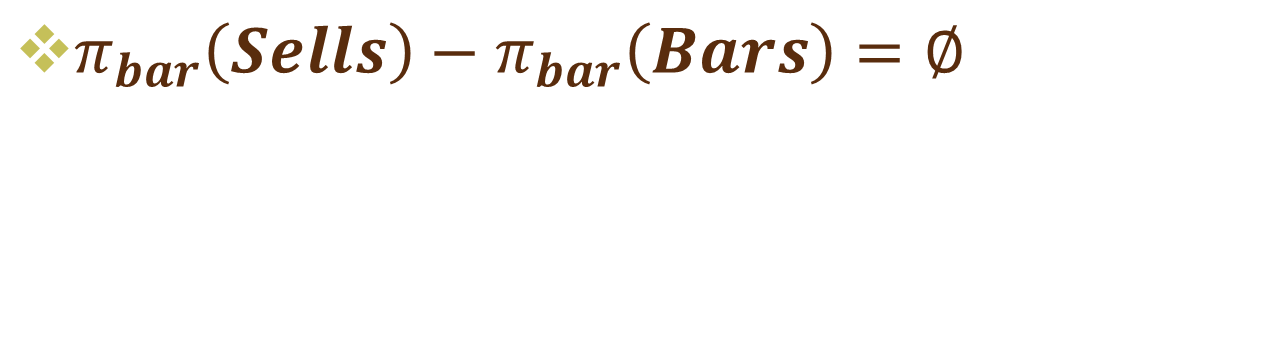 ❖π_bar(Sells) − π_bar(Bars) = ∅